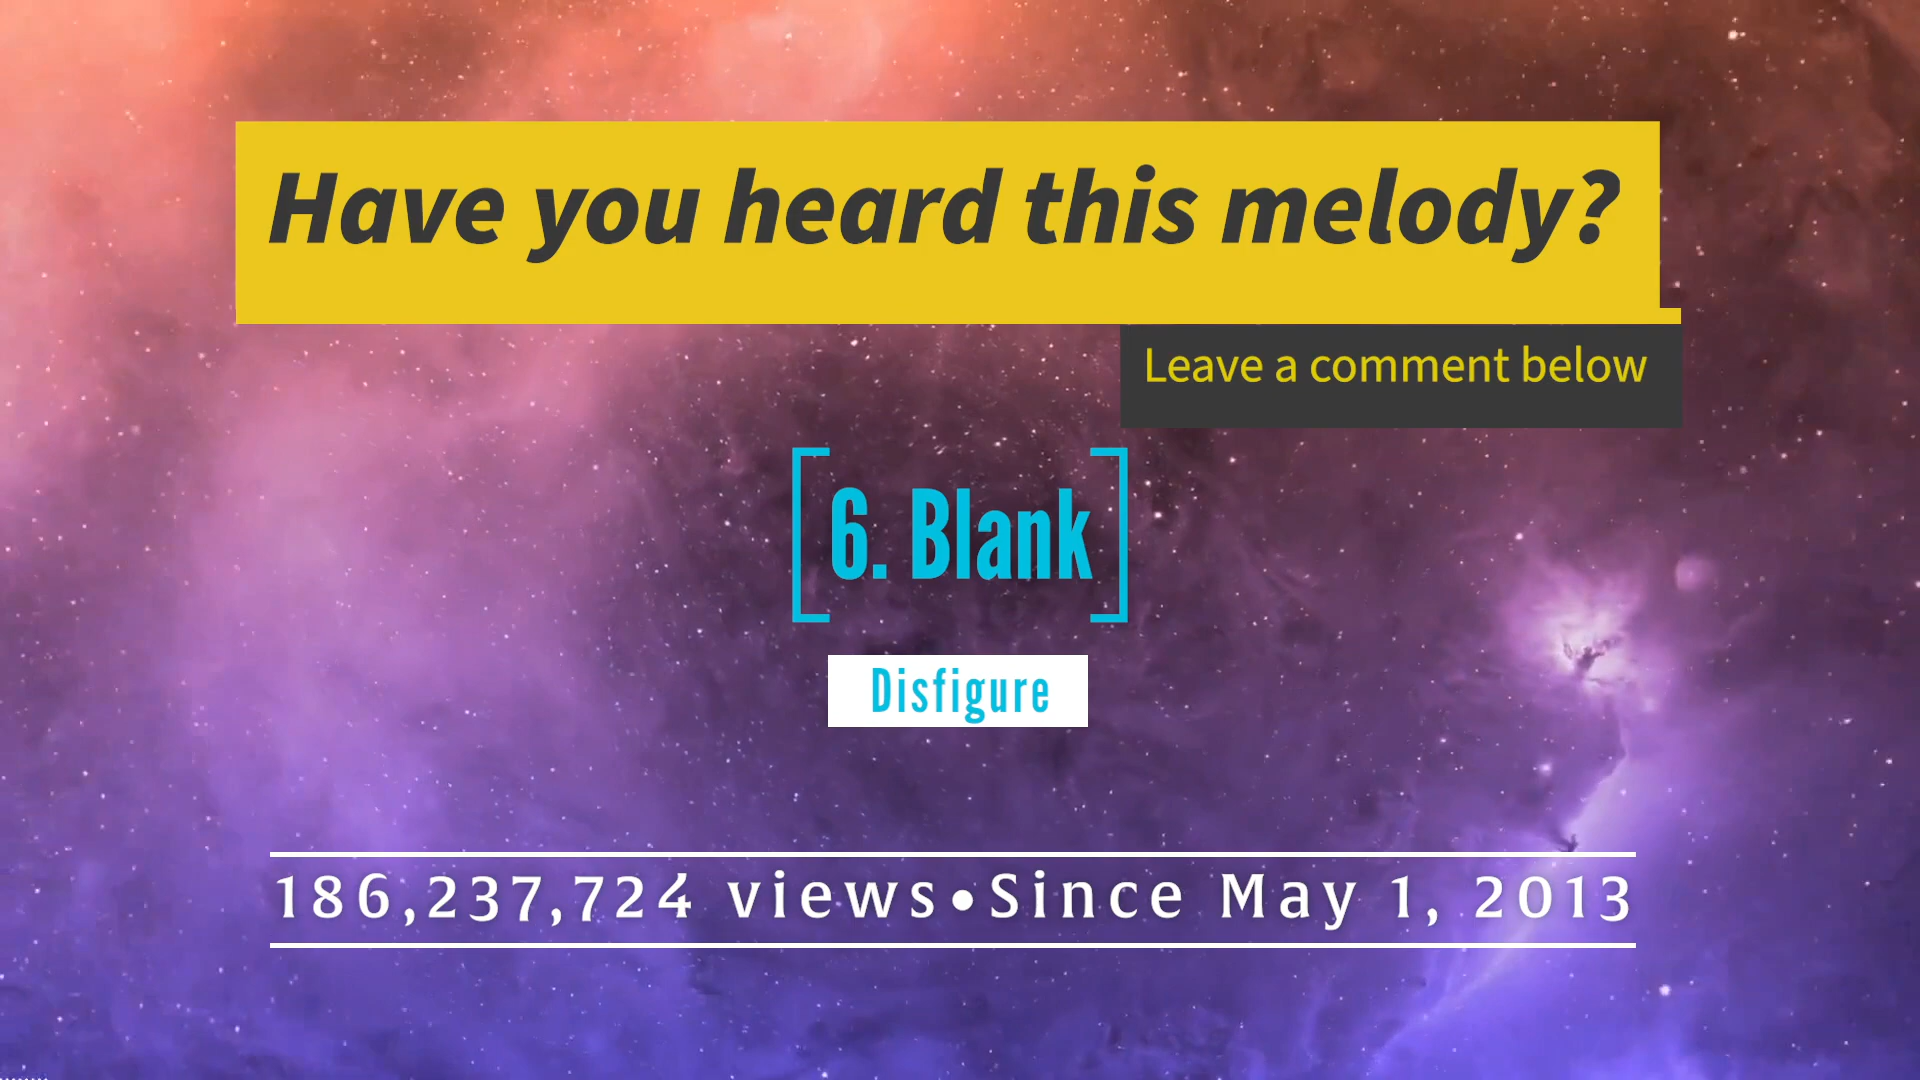 Have you heard this melody?
Leave a comment below
6. Blank
Disfigure
186,237,724 views•Since May 1, 2013